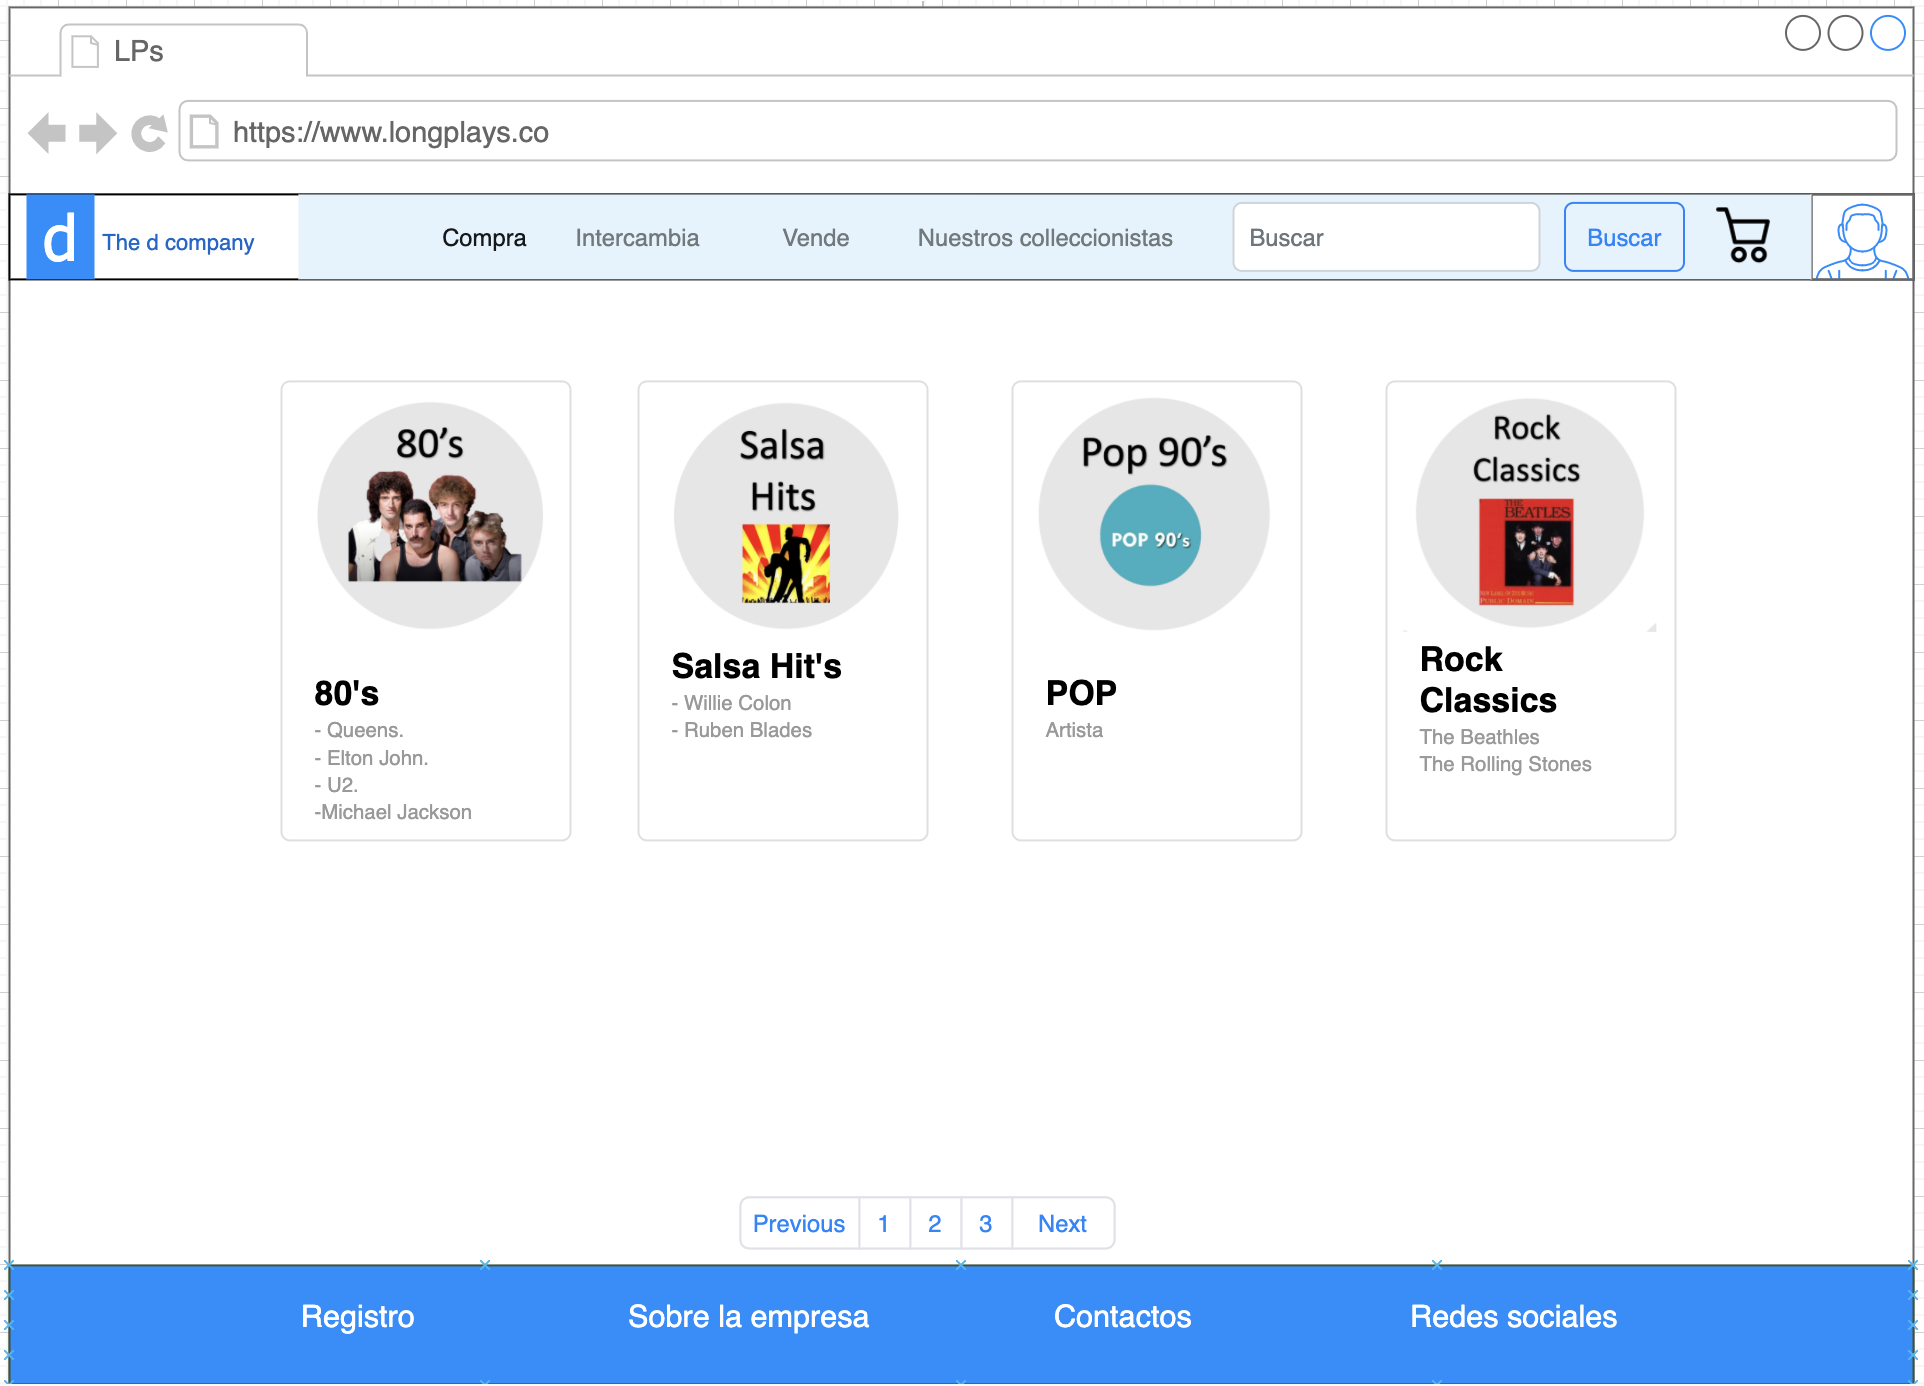 LPs
https://www.longplays.co
d
The d company
Compra
Intercambia
Vende
Nuestros colleccionistas
Buscar
Buscar
80’s
80's
- Queens.
- Elton John.
- U2.
-Michael Jackson
Salsa
Hits
Salsa Hit's
- Willie Colon
- Ruben Blades
Pop 90’s
POP 90’s
POP
Artista
Rock
Classics
THE
BEATLES
PUBLIC DOMAIN
Rock
Classics
The Beathles
The Rolling Stones
Previous
1
2
3
Next
Registro
Sobre la empresa
Contactos
Redes sociales